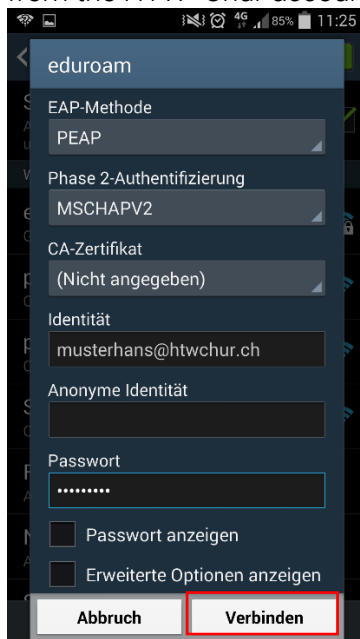 4G 85% 11:25
eduroam
EAP-Methode
PEAP
Phase 2-Authentifizierung
MSCHAPV2
CA-Zertifikat
(Nicht angegeben)
Identität
musterhans@htwchur.ch
Anonyme Identität
Passwort
•••••••••
Passwort anzeigen
Erweiterte Optionen anzeigen
Abbruch
Verbinden